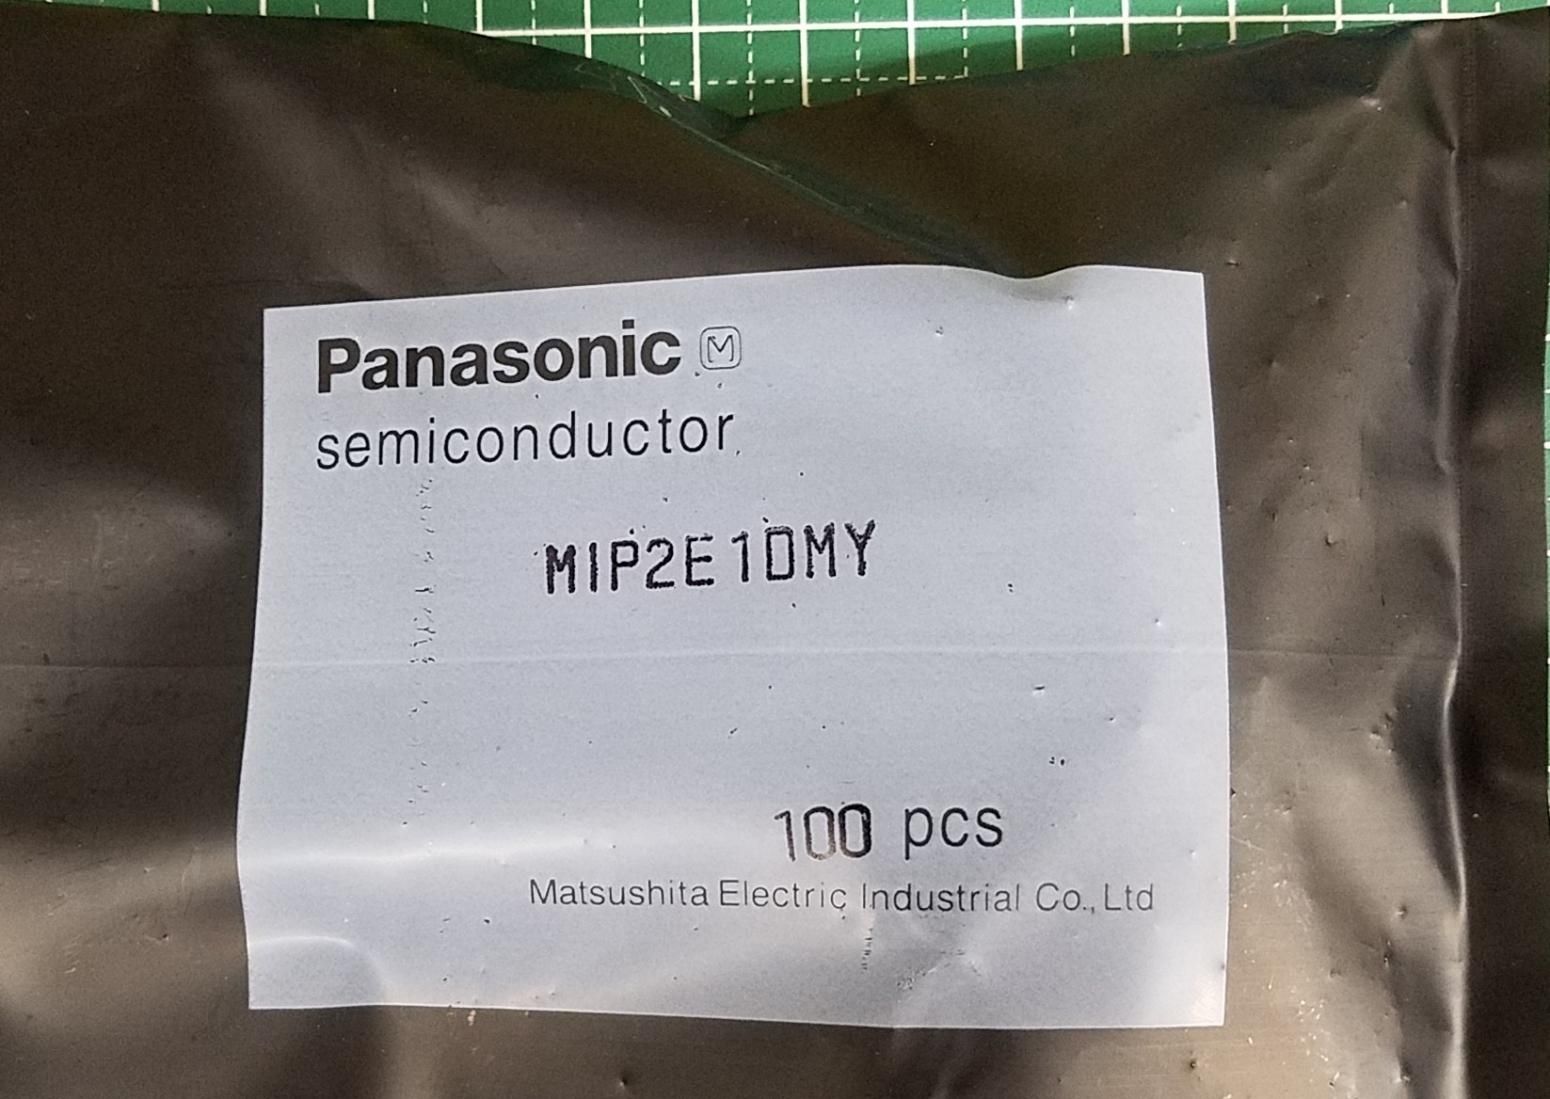 Panasonic M
semiconductor
MIP2E1DMY
100 pcs
Matsushita Electric Industrial Co., Ltd